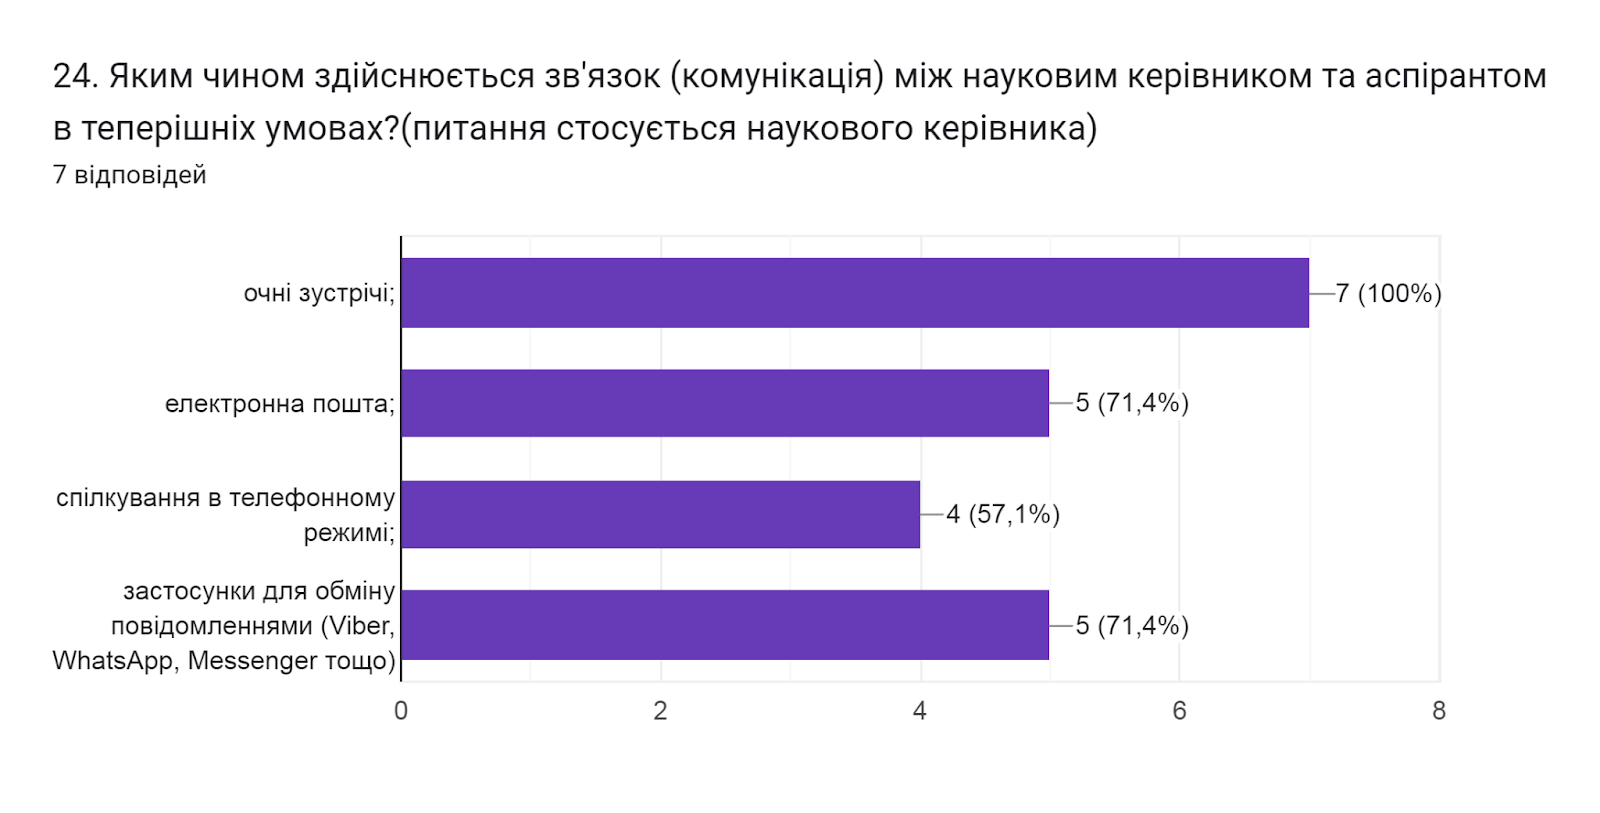 24. Яким чином здійснюється зв'язок (комунікація) між науковим керівником та аспірантом
в теперішніх умовах?(питання стосується наукового керівника)
7 відповідей
очні зустрічі;
7 (100%)
електронна пошта;
5 (71,4%)
спілкування в телефонному
режимі;
4 (57,1%)
застосунки для обміну
повідомленнями (Viber,
WhatsApp, Messenger тощо)
5 (71,4%)
0 2 4 6 8